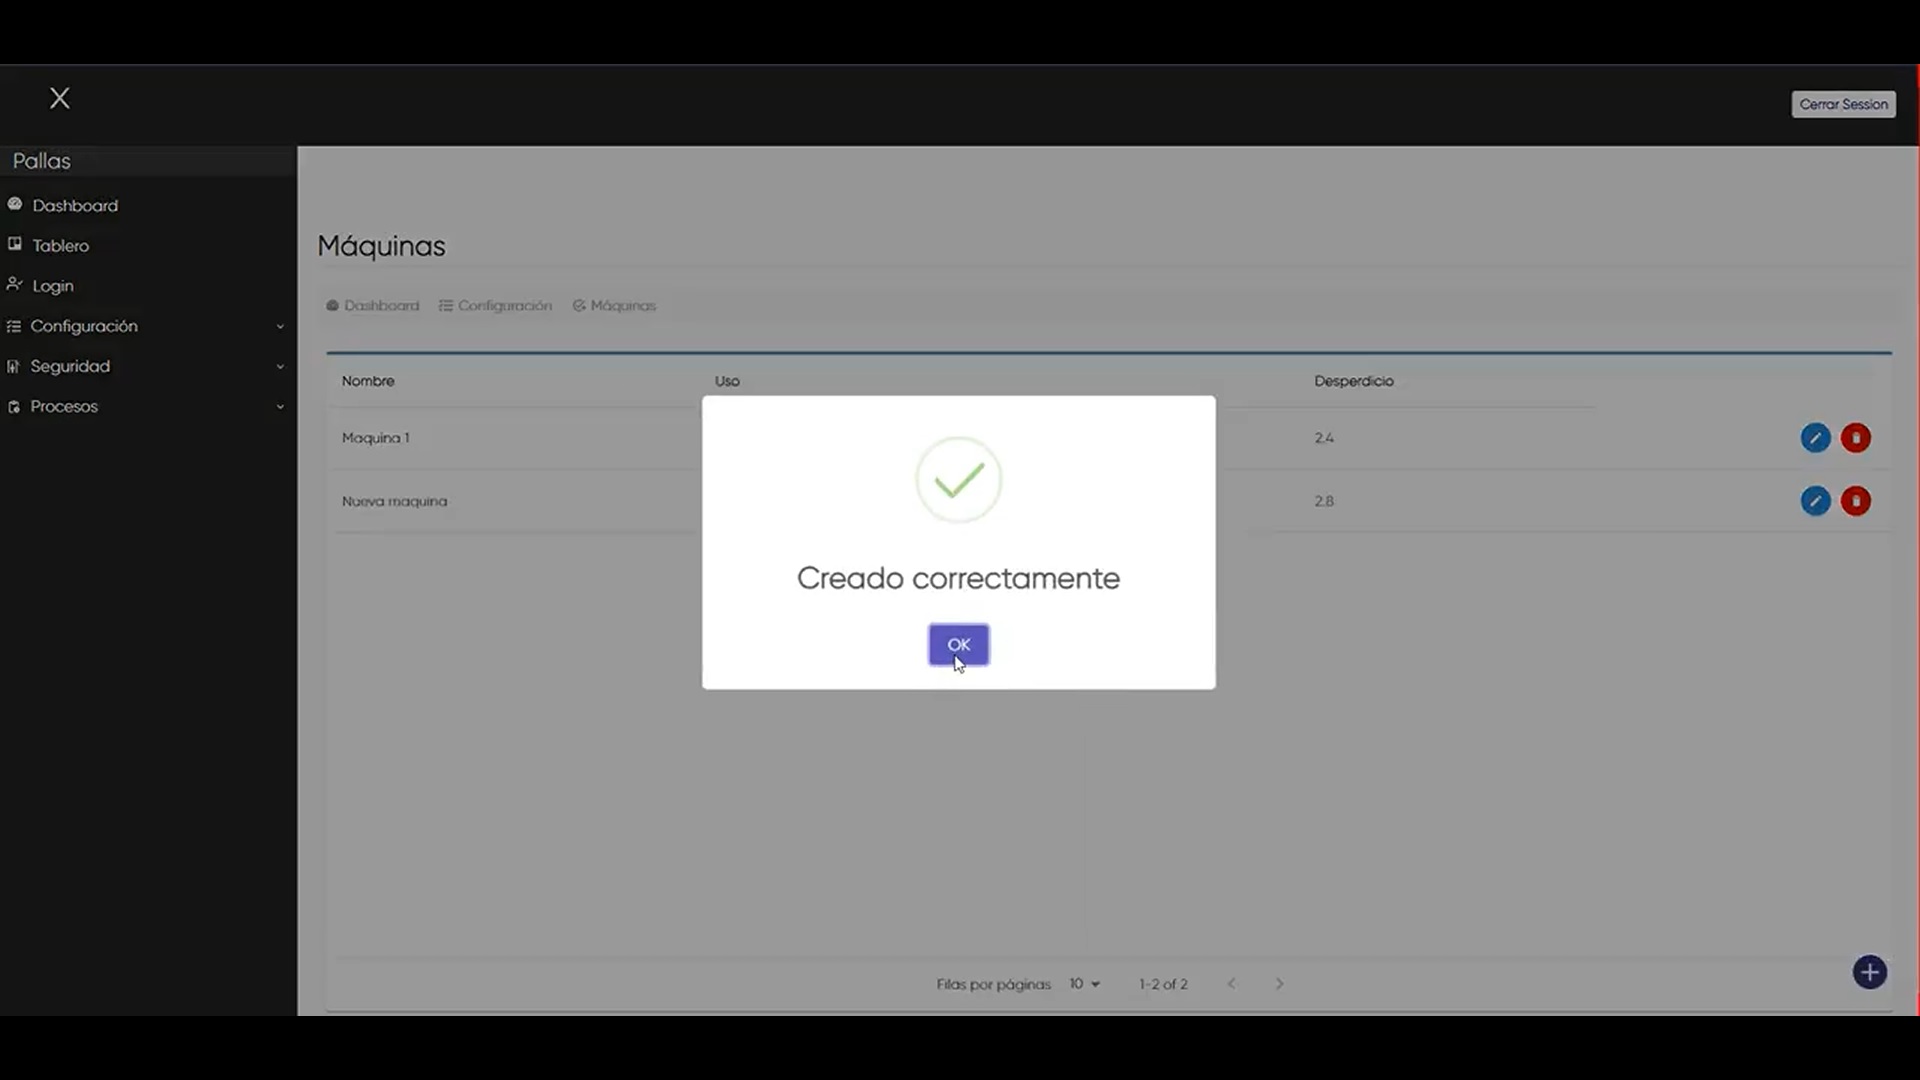 X
Cerrar Session
Pallas
Dashboard
Tablero
Login
Configuración
Seguridad
Procesos
Máquinas
Dashboard Configuración Máquinas
Nombre Uso Desperdicio
Maquina 1 2.4
Nueva maquina 2.8
Creado correctamente
OK
Filas por páginas 10 1-2 of 2